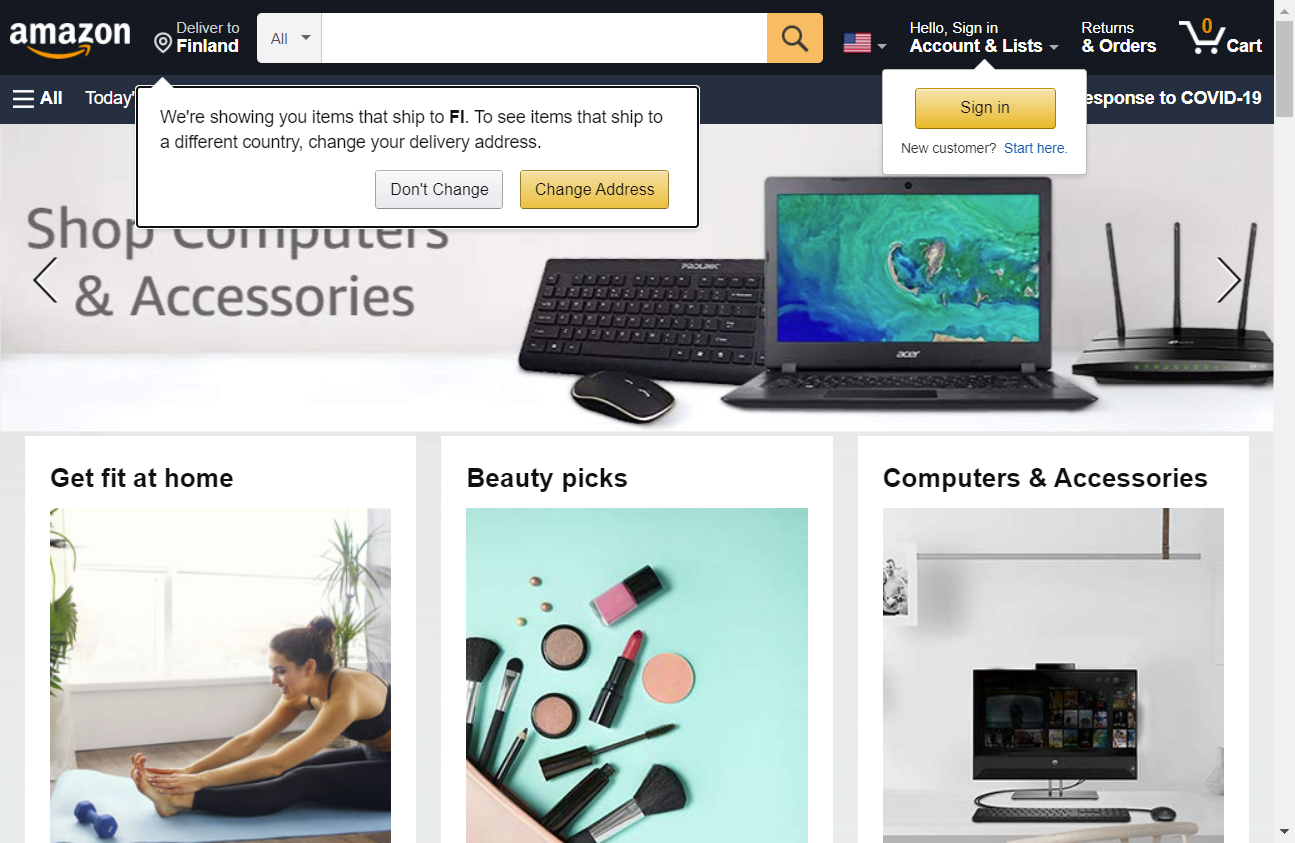 amazon
Deliver to
Finland
All
Hello, Sign in
Account & Lists
Returns
& Orders
0
Cart
All
Today'
esponse to COVID-19
We're showing you items that ship to FI. To see items that ship to
a different country, change your delivery address.
Don't Change
Change Address
Sign in
New customer? Start here.
Shop Computers
& Accessories
PROLINK
acer
Get fit at home
Beauty picks
Computers & Accessories